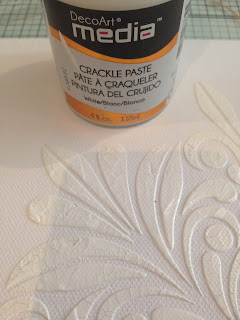 DecoArt®
media
CRACKLE PASTE
PÂTE À CRAQUELER
PINTURA DEL CRUJIDO
White/Blanc/Blanco